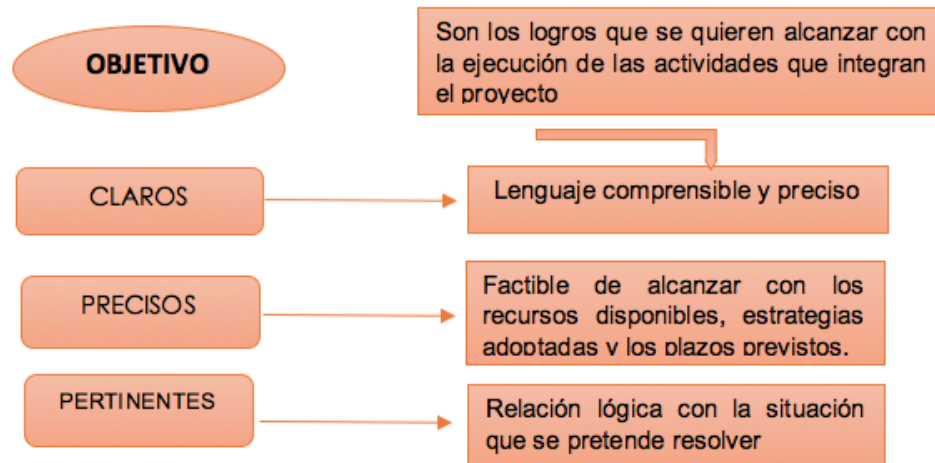 OBJETIVO
Son los logros que se quieren alcanzar con
la ejecución de las actividades que integran
el proyecto
CLAROS
Lenguaje comprensible y preciso
PRECISOS
Factible de alcanzar con los
recursos disponibles, estrategias
adoptadas y los plazos previstos.
PERTINENTES
Relación lógica con la situación
que se pretende resolver